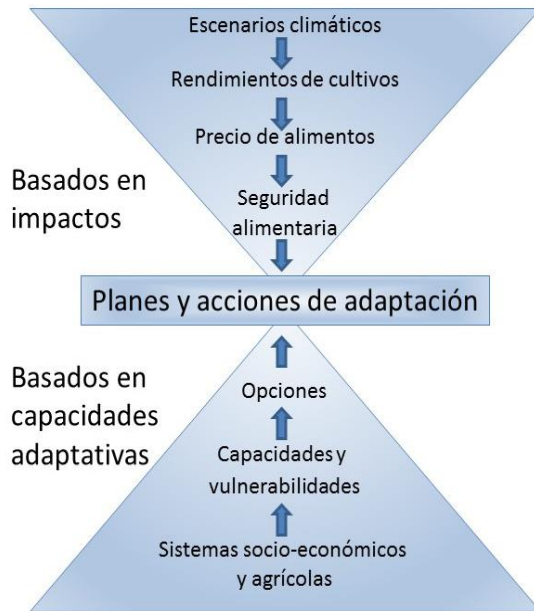 Escenarios climáticos
Rendimientos de cultivos
Precio de alimentos
Basados en
impactos
Seguridad
alimentaria
Planes y acciones de adaptación
Basados en
capacidades
adaptativas
Opciones
Capacidades y
vulnerabilidades
Sistemas socio-económicos
y agrícolas